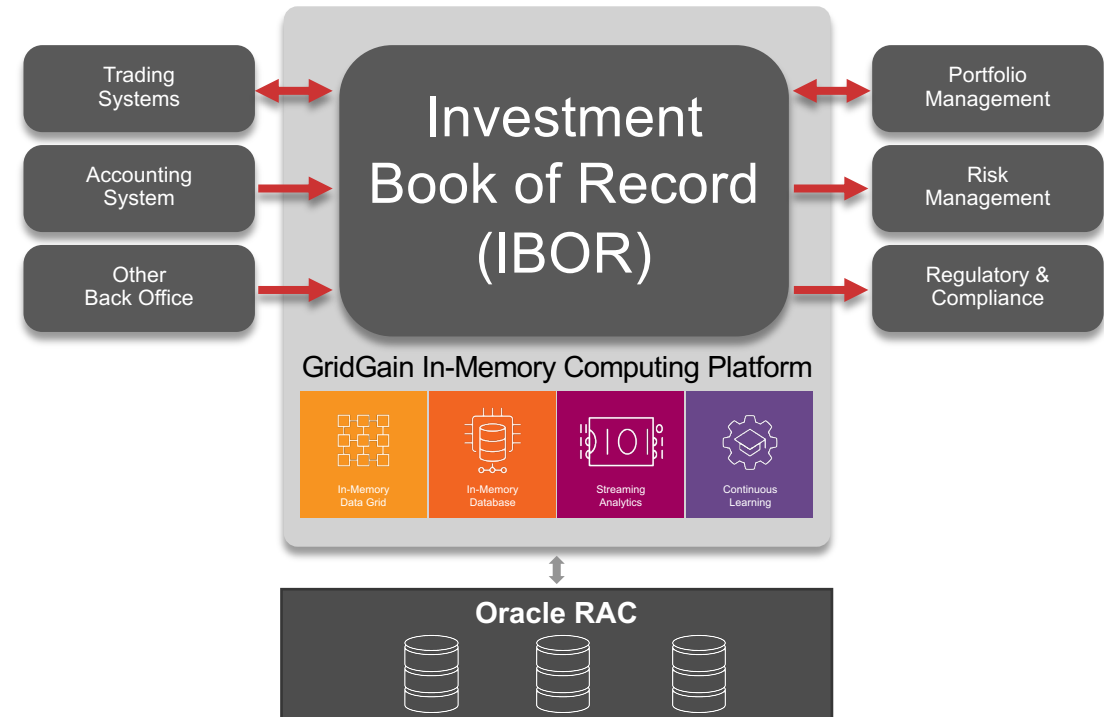 Trading
Systems
Accounting
System
Other
Back Office
Investment
Book of Record
(IBOR)
Portfolio
Management
Risk
Management
Regulatory &
Compliance
GridGain In-Memory Computing Platform
In-Memory
Data Grid
In-Memory
Database
Streaming
Analytics
Continuous
Learning
Oracle RAC